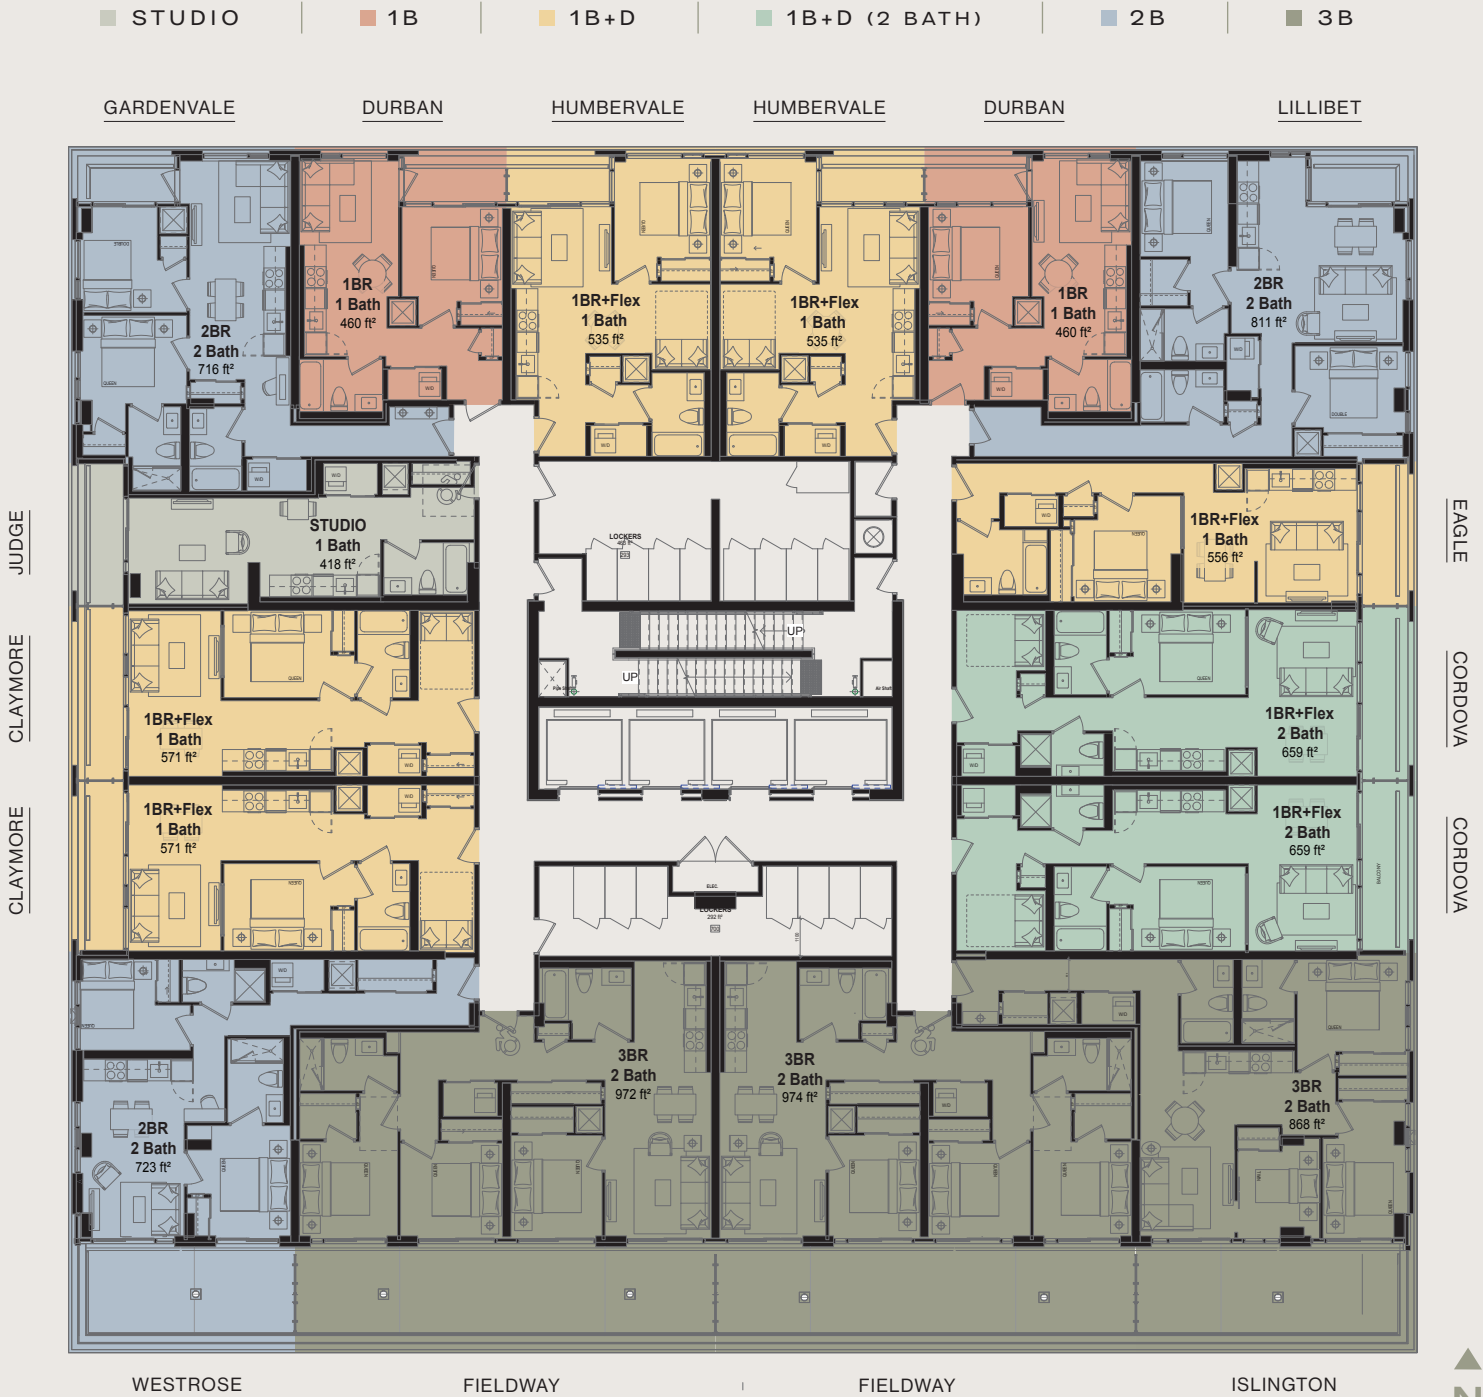 STUDIO
1B
1B+D
1B+D (2 BATH)
2B
3B
GARDENVALE
DURBAN
HUMBERVALE
HUMBERVALE
DURBAN
LILLIBET
2BR
2 Bath
716 ft²
1BR
1 Bath
460 ft²
1BR+Flex
1 Bath
535 ft²
1BR+Flex
1 Bath
535 ft²
1BR
1 Bath
460 ft²
2BR
2 Bath
811 ft²
JUDGE
STUDIO
1 Bath
418 ft²
LOCKERS
1BR+Flex
1 Bath
556 ft²
EAGLE
CLAYMORE
1BR+Flex
1 Bath
571 ft²
UP
UP
1BR+Flex
2 Bath
659 ft²
CORDOVA
CLAYMORE
1BR+Flex
1 Bath
571 ft²
ELEC.
LOCKERS
292 ft²
1BR+Flex
2 Bath
659 ft²
BALCONY
CORDOVA
2BR
2 Bath
723 ft²
3BR
2 Bath
972 ft²
3BR
2 Bath
974 ft²
3BR
2 Bath
868 ft²
WESTROSE
FIELDWAY
FIELDWAY
ISLINGTON
N